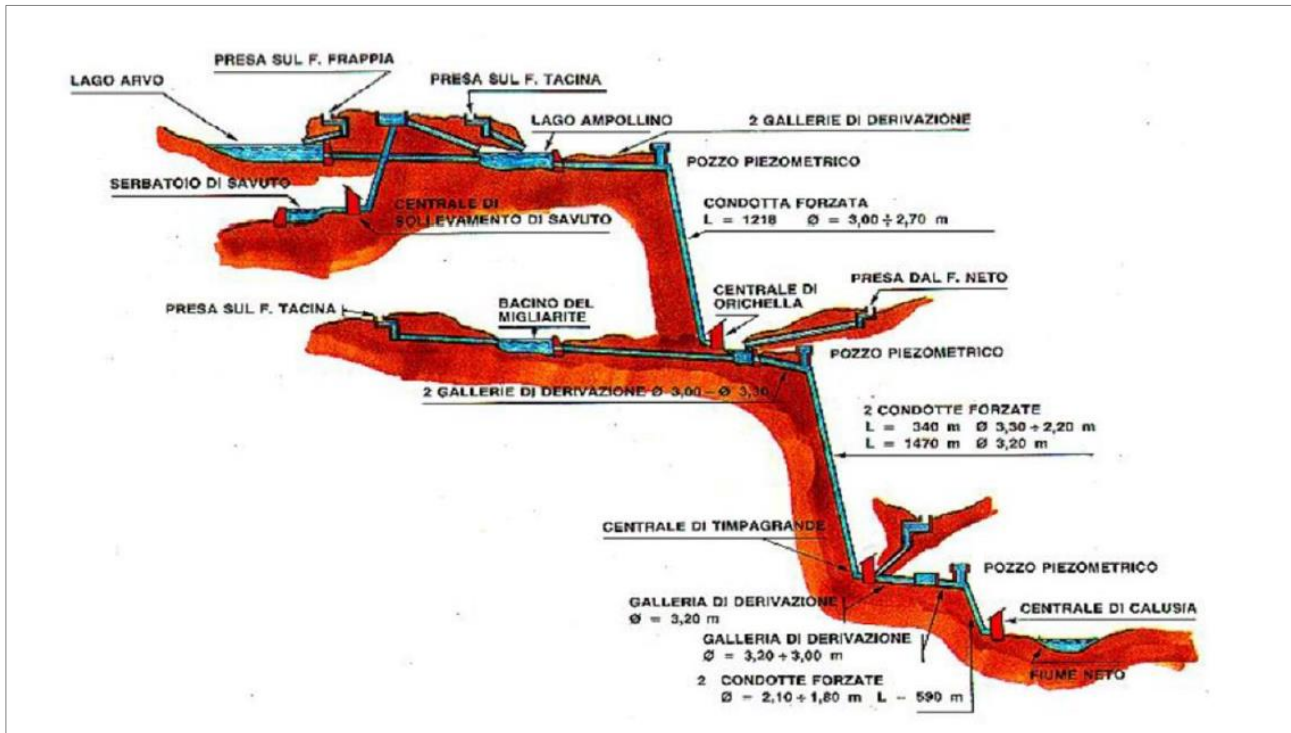 PRESA SUL F. FRAPPIA
LAGO ARVO
PRESA SUL F. TACINA
LAGO AMPOLLINO
2 GALLERIE DI DERIVAZIONE
POZZO PIEZOMETRICO
SERBATOIO DI SAVUTO
CENTRALE DI
SOLLEVAMENTO DI SAVUTO
CONDOTTA FORZATA
L = 1218 Ø = 3,00 ÷ 2,70 m
PRESA DAL F. NETO
CENTRALE DI
ORICHELLA
PRESA SUL F. TACINA
BACINO DEL
MIGLIARITE
POZZO PIEZOMETRICO
2 GALLERIE DI DERIVAZIONE Ø 3,00 – Ø 3,30
2 CONDOTTE FORZATE
L = 340 m Ø 3,30 ÷ 2,20 m
L = 1470 m Ø 3,20 m
CENTRALE DI TIMPAGRANDE
POZZO PIEZOMETRICO
GALLERIA DI DERIVAZIONE
Ø = 3,20 m
CENTRALE DI CALUSIA
GALLERIA DI DERIVAZIONE
Ø = 3,20 ÷ 3,00 m
FIUME NETO
2 CONDOTTE FORZATE
Ø = 2,10 ÷ 1,80 m L – 590 m